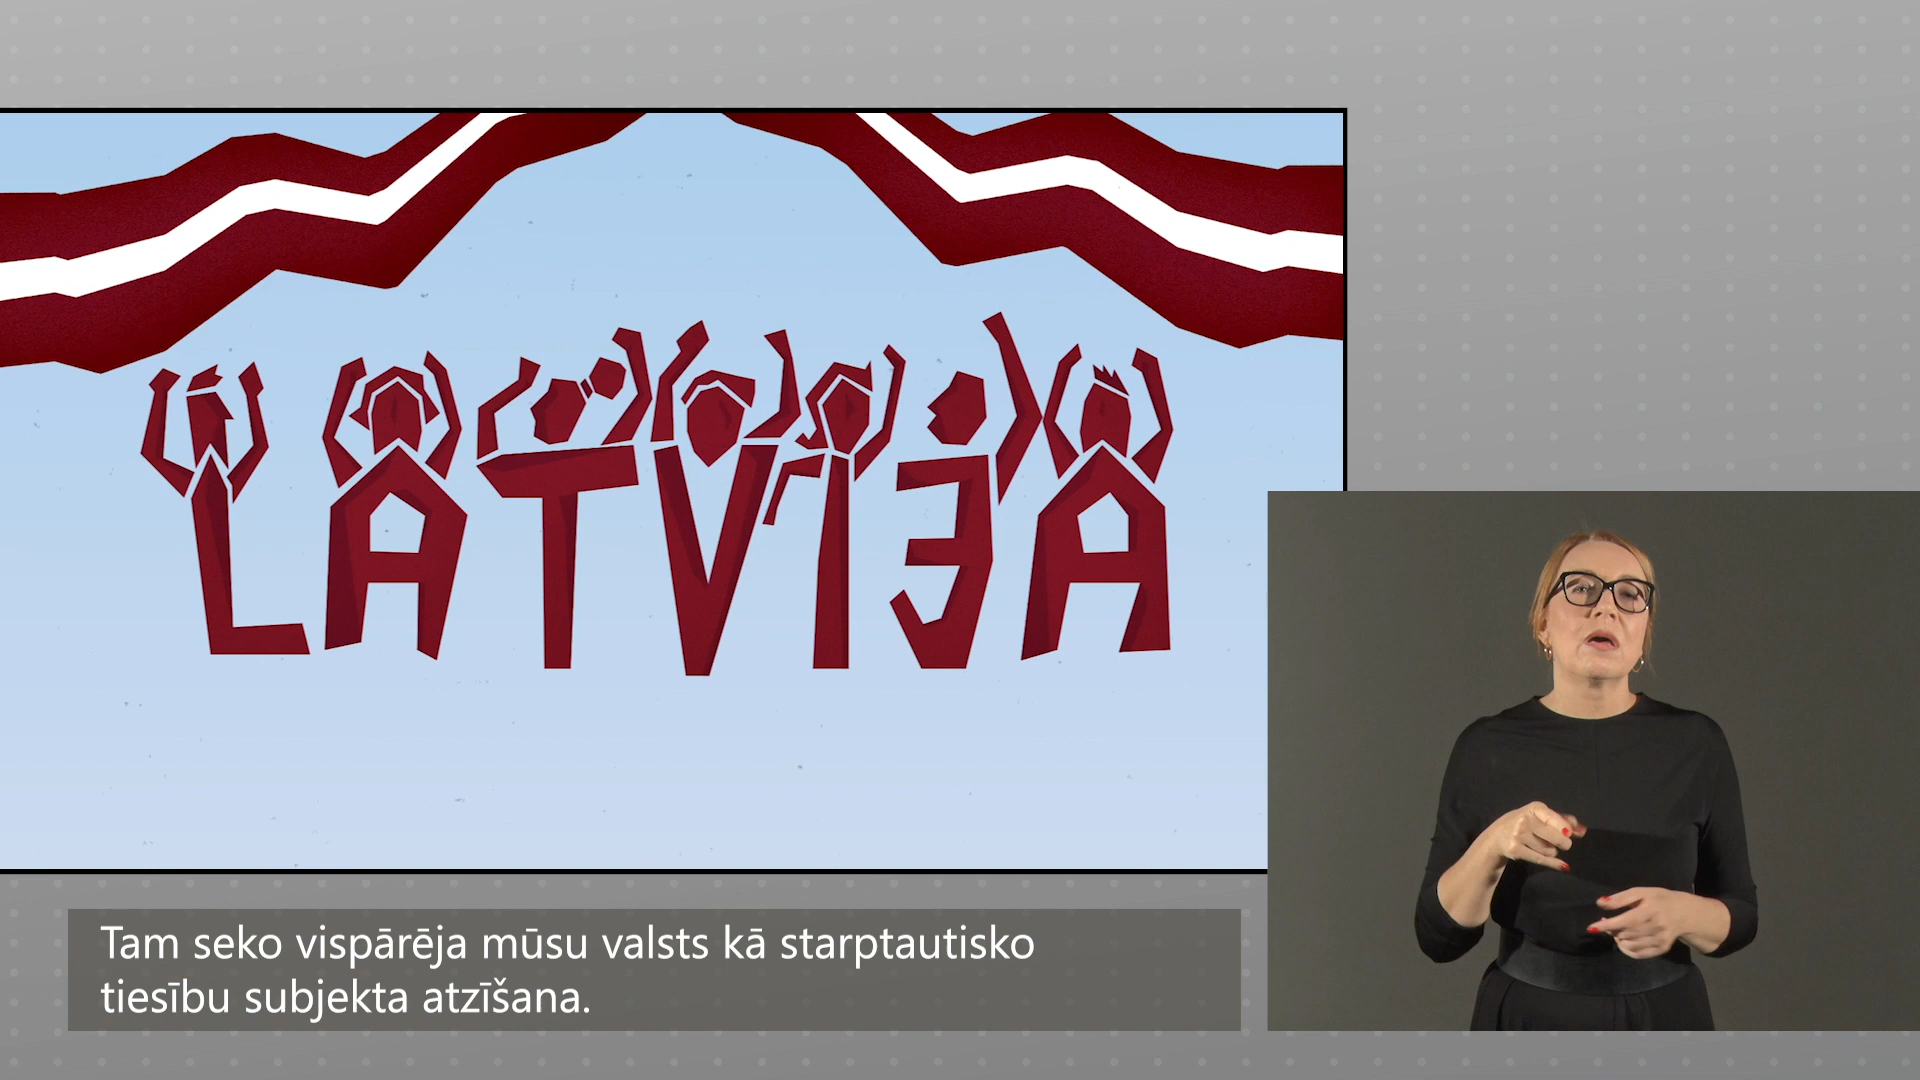 LATVIJA
Tam seko vispārēja mūsu valsts kā starptautisko
tiesību subjekta atzīšana.